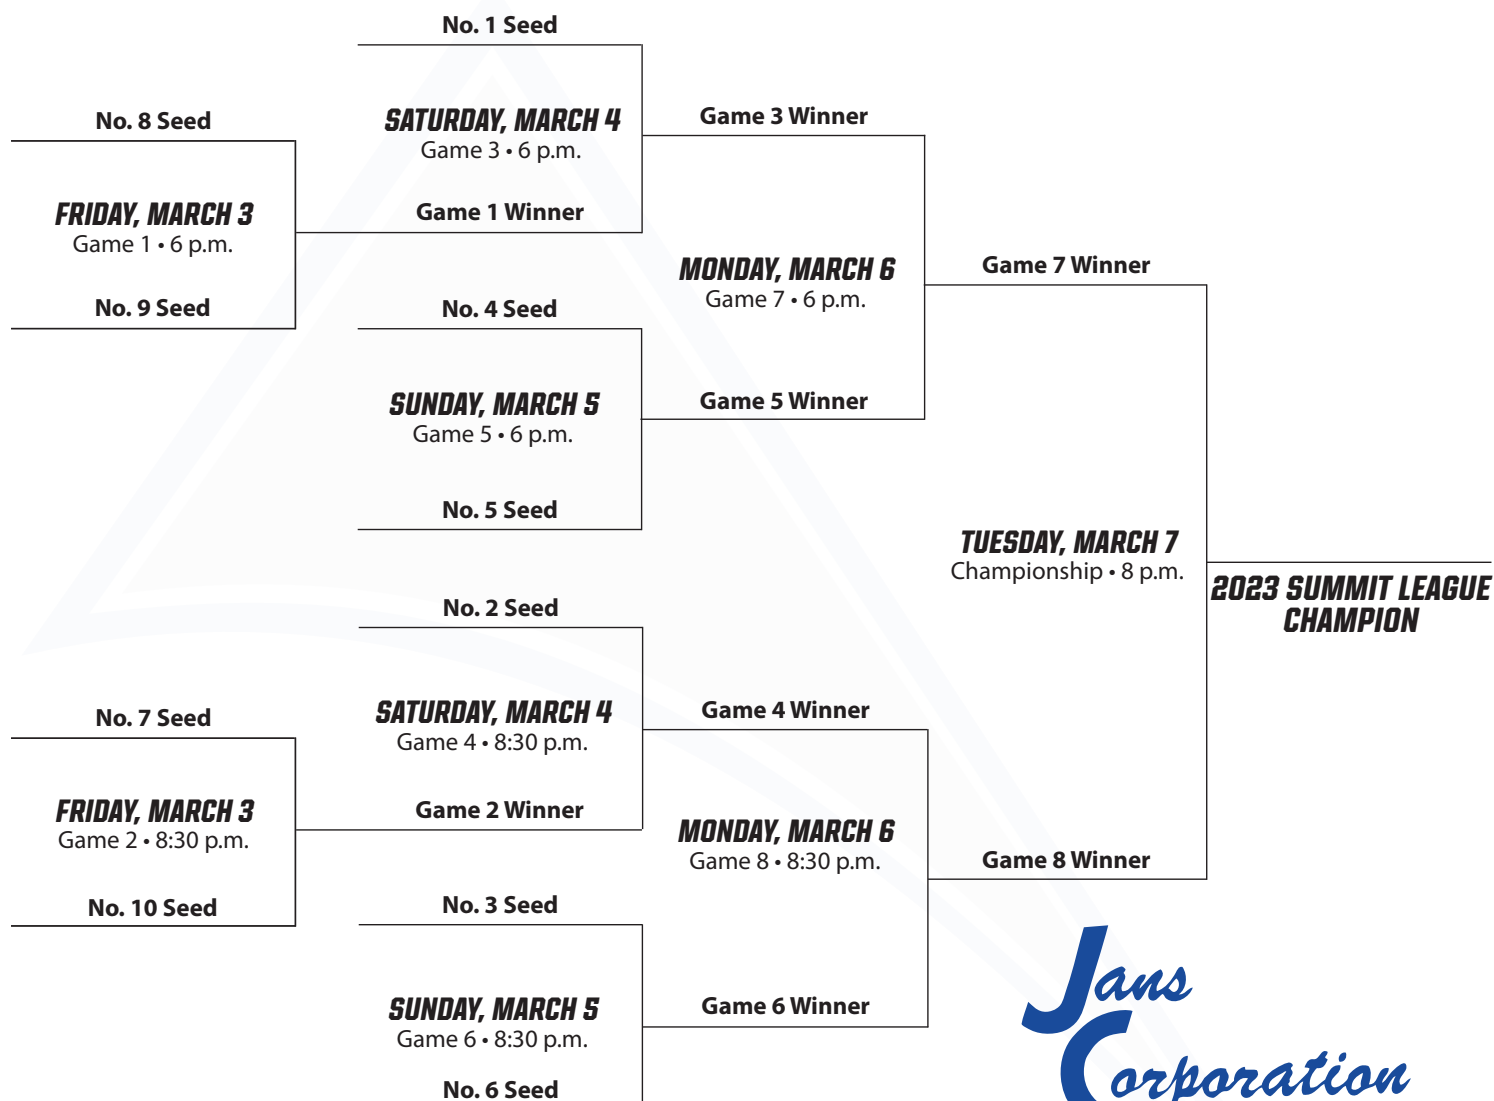 No. 1 Seed
No. 8 Seed
SATURDAY, MARCH 4
Game 3 • 6 p.m.
Game 3 Winner
FRIDAY, MARCH 3
Game 1 • 6 p.m.
Game 1 Winner
No. 9 Seed
No. 4 Seed
MONDAY, MARCH 6
Game 7 • 6 p.m.
Game 7 Winner
SUNDAY, MARCH 5
Game 5 • 6 p.m.
Game 5 Winner
No. 5 Seed
TUESDAY, MARCH 7
Championship • 8 p.m.
2023 SUMMIT LEAGUE
CHAMPION
No. 2 Seed
No. 7 Seed
SATURDAY, MARCH 4
Game 4 • 8:30 p.m.
Game 4 Winner
FRIDAY, MARCH 3
Game 2 • 8:30 p.m.
Game 2 Winner
No. 10 Seed
MONDAY, MARCH 6
Game 8 • 8:30 p.m.
Game 8 Winner
No. 3 Seed
SUNDAY, MARCH 5
Game 6 • 8:30 p.m.
Game 6 Winner
No. 6 Seed
Jans
Corporation